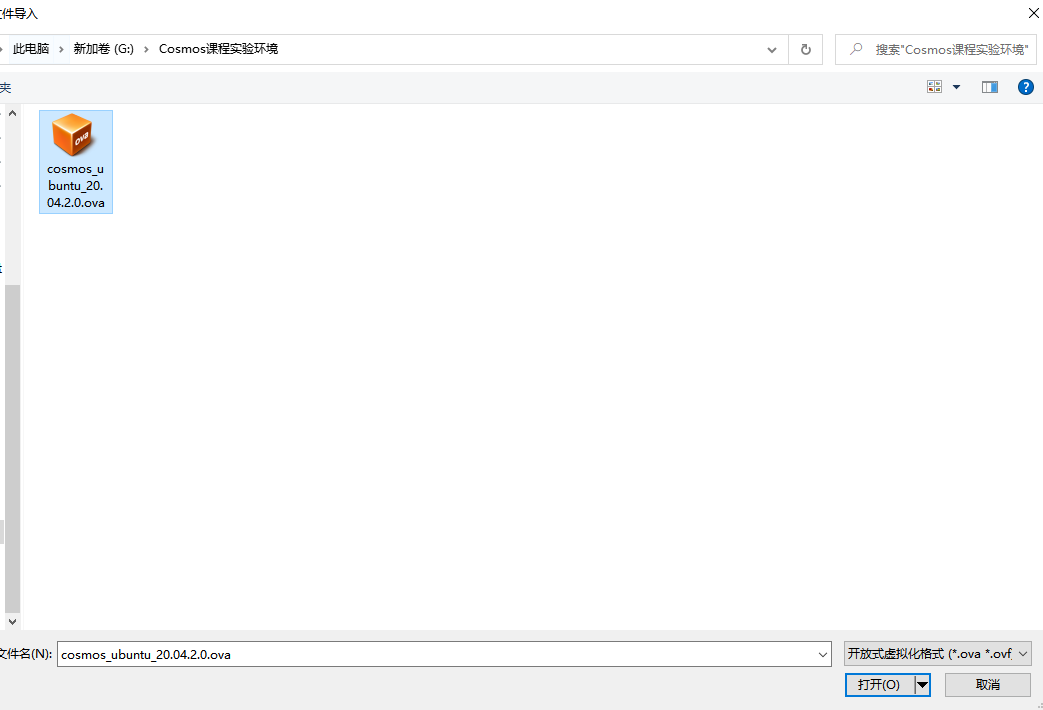 件导入
此电脑 › 新加卷 (G:) › Cosmos课程实验环境
搜索"Cosmos课程实验环境"
夹
ova
cosmos_u
buntu_20.
04.2.0.ova
文件名(N):
cosmos_ubuntu_20.04.2.0.ova
开放式虚拟化格式 (*.ova *.ovf
打开(O)
取消